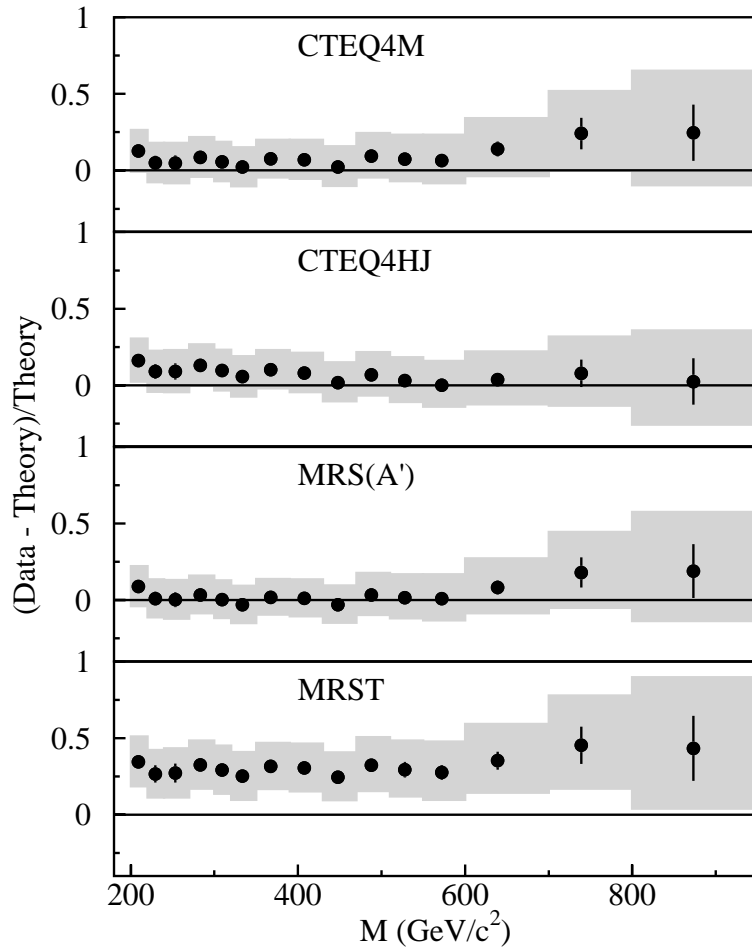 1
CTEQ4M
0.5
0
1
CTEQ4HJ
0.5
0
(Data - Theory)/Theory
1
MRS(A')
0.5
0
1
MRST
0.5
0
200 400 600 800
M (GeV/c²)